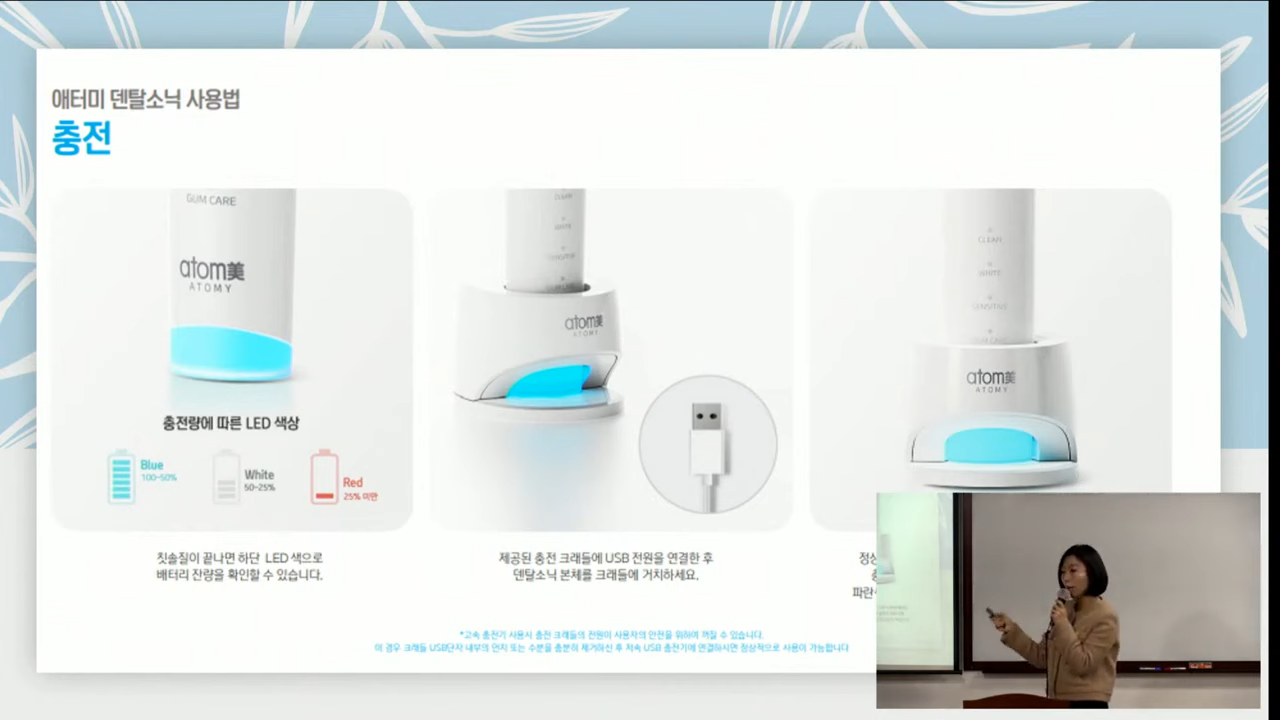 애터미 덴탈소닉 사용법
충전
GUM CARE
atom美
ATOMY
충전량에 따른 LED 색상
Blue
100~50%
White
50~25%
Red
25% 미만
칫솔질이 끝나면 하단 LED 색으로
배터리 잔량을 확인할 수 있습니다.
CLEAN
WHITE
SENSITIVE
atom美
ATOMY
제공된 충전 크래들에 USB 전원을 연결한 후
덴탈소닉 본체를 크래들에 거치하세요.
CLEAN
WHITE
SENSITIVE
GUM CARE
atom美
ATOMY
*고속 충전기 사용시 충전 크래들의 전원이 사용자의 안전을 위하여 꺼질 수 있습니다.
이 경우 크래들 USB단자 내부의 먼지 또는 수분을 충분히 제거하신 후 저속 USB 충전기에 연결하시면 정상적으로 사용이 가능합니다